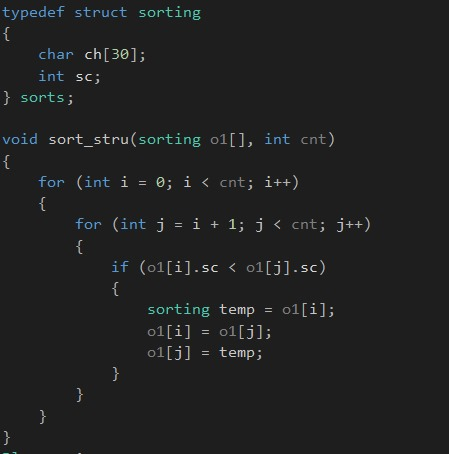 typedef struct sorting
{
    char ch[30];
    int sc;
} sorts;

void sort_stru(sorting o1[], int cnt)
{
    for (int i = 0; i < cnt; i++)
    {
        for (int j = i + 1; j < cnt; j++)
        {
            if (o1[i].sc < o1[j].sc)
            {
                sorting temp = o1[i];
                o1[i] = o1[j];
                o1[j] = temp;
            }
        }
    }
}